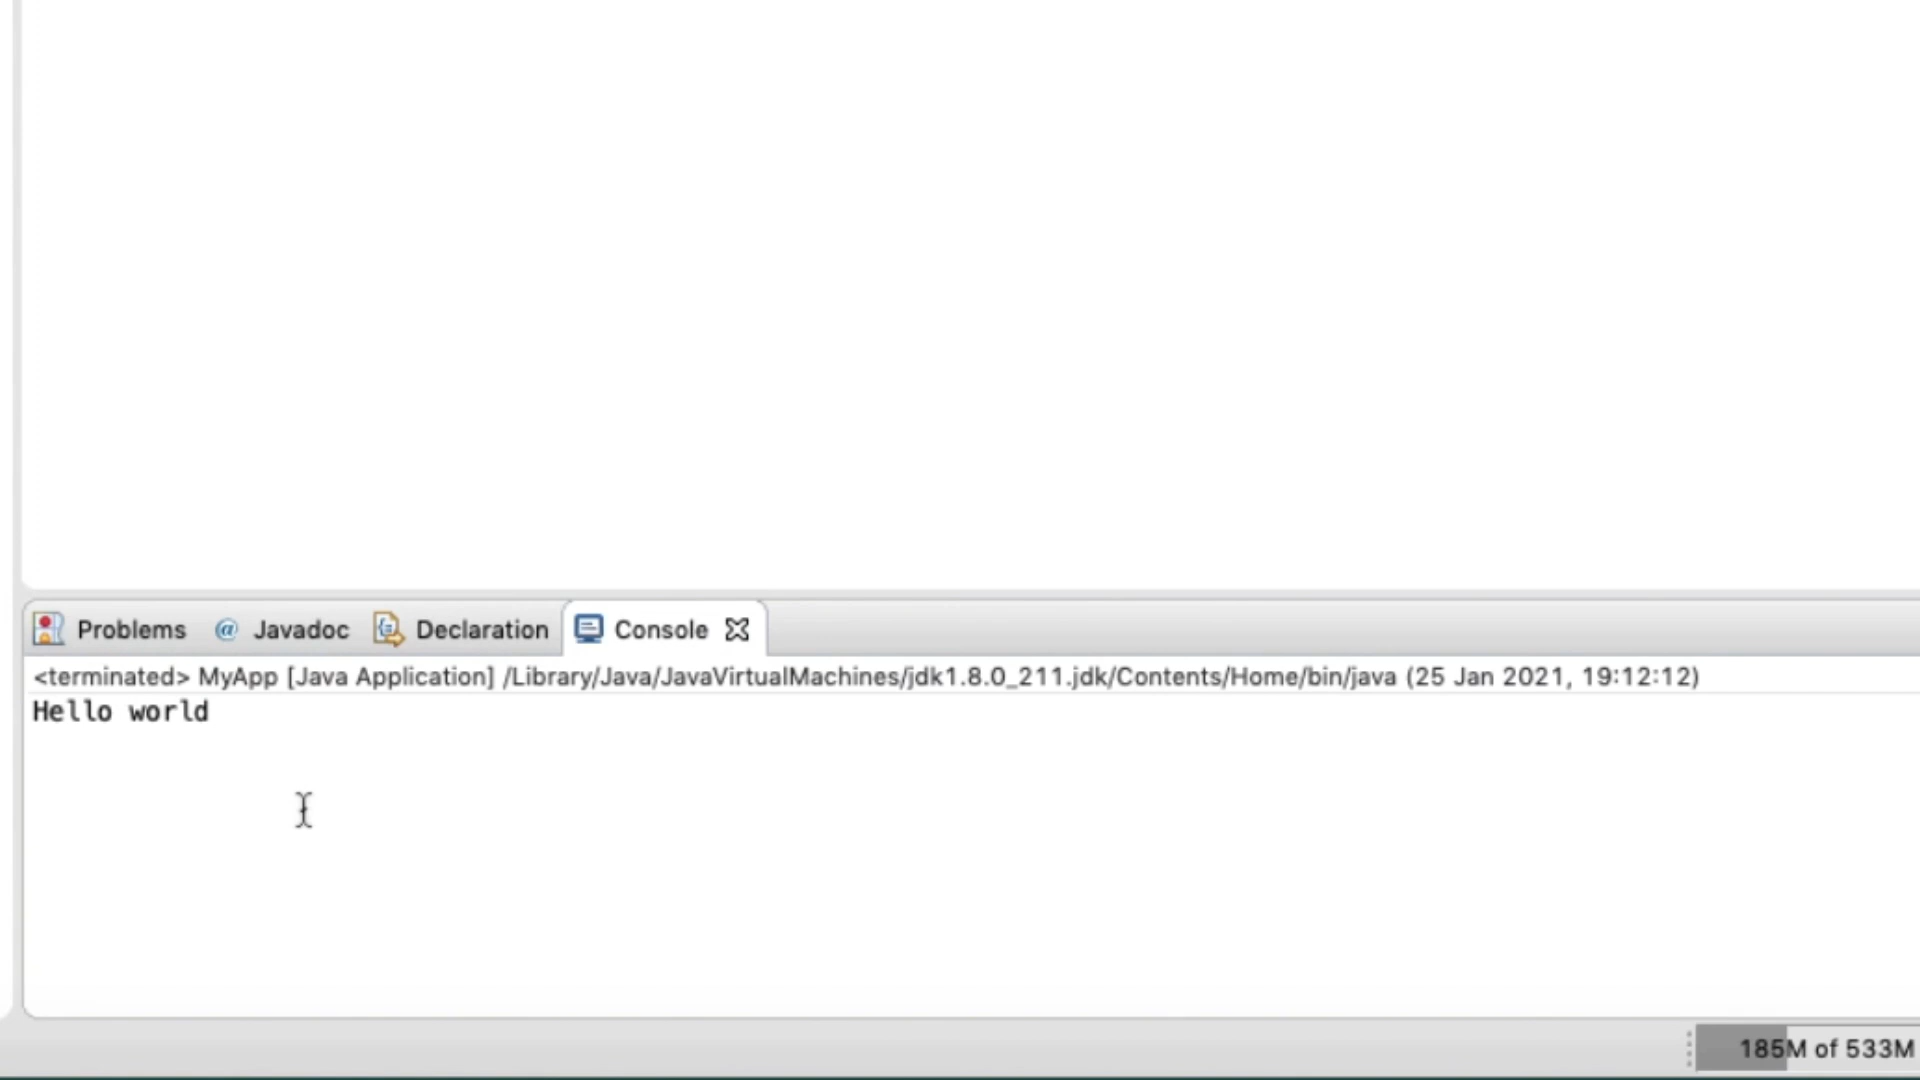 Problems @ Javadoc Declaration Console
<terminated> MyApp [Java Application] /Library/Java/JavaVirtualMachines/jdk1.8.0_211.jdk/Contents/Home/bin/java (25 Jan 2021, 19:12:12)
Hello world
185M of 533M